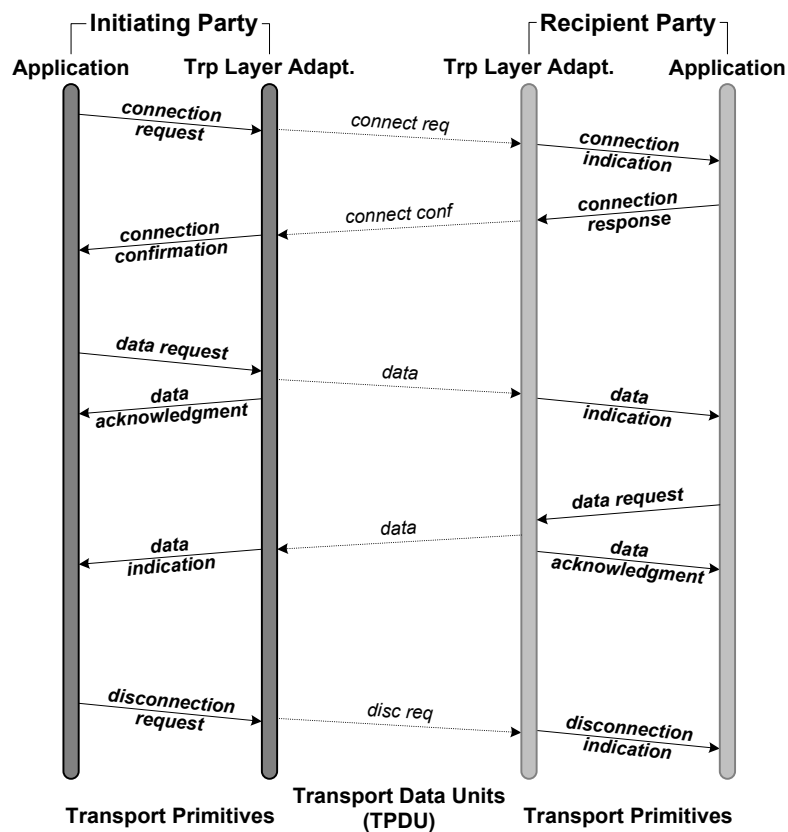 Initiating Party
Recipient Party
Application
Trp Layer Adapt.
Trp Layer Adapt.
Application
connection
request
connect req
connection
indication
connection
response
connect conf
connection
confirmation
data request
data
data
acknowledgment
data
indication
data request
data
data
indication
data
acknowledgment
disconnection
request
disc req
disconnection
indication
Transport Primitives
Transport Data Units
(TPDU)
Transport Primitives